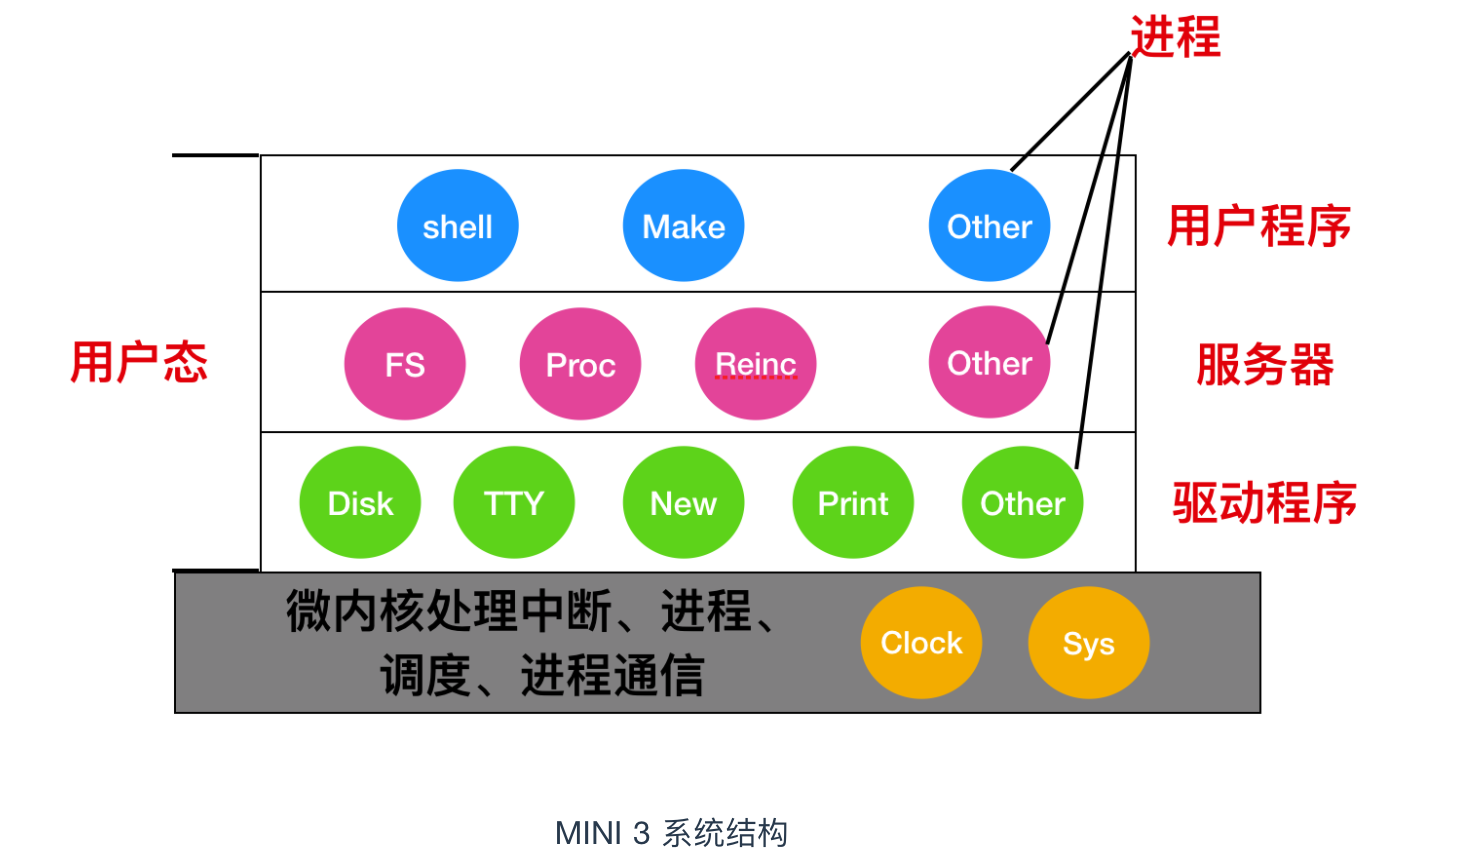 进程
shell Make Other 用户程序
用户态 FS Proc Reinc Other 服务器
Disk TTY New Print Other 驱动程序
微内核处理中断、进程、
调度、进程通信
Clock Sys
MINI 3 系统结构